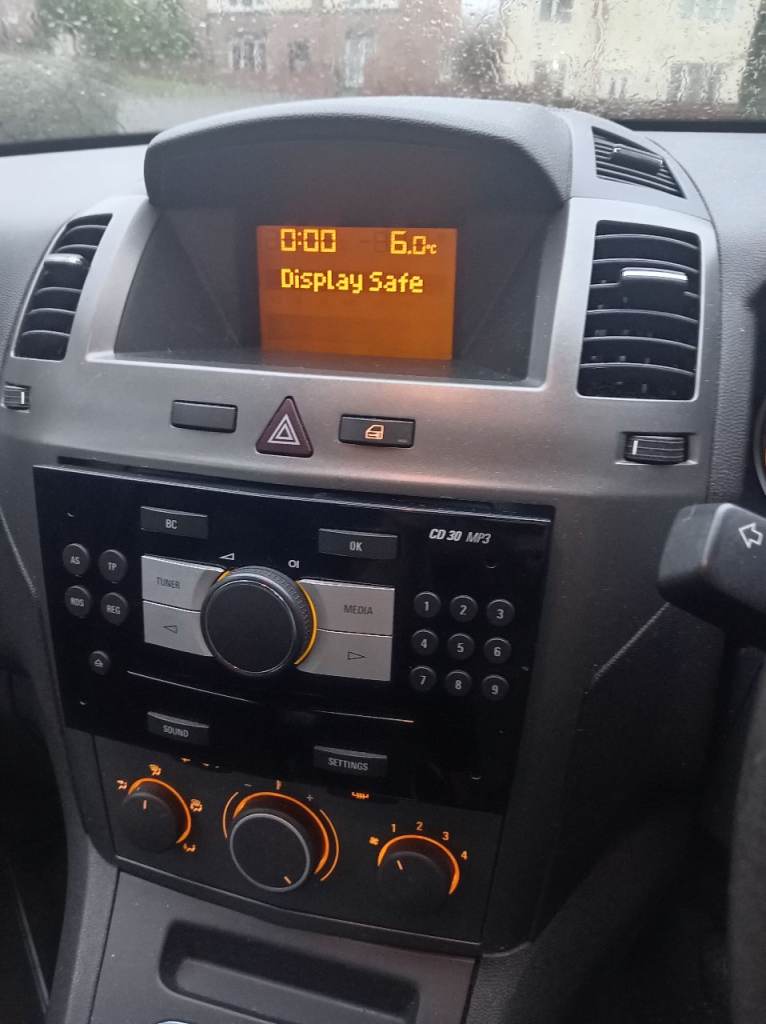 0:00 6.0°C
Display Safe
BC
OK
CD 30 MP3
AS
TP
TUNER
MEDIA
1 2 3
RDS
REG
4 5 6
7 8 9
SOUND
SETTINGS
- +
1 2 3 4